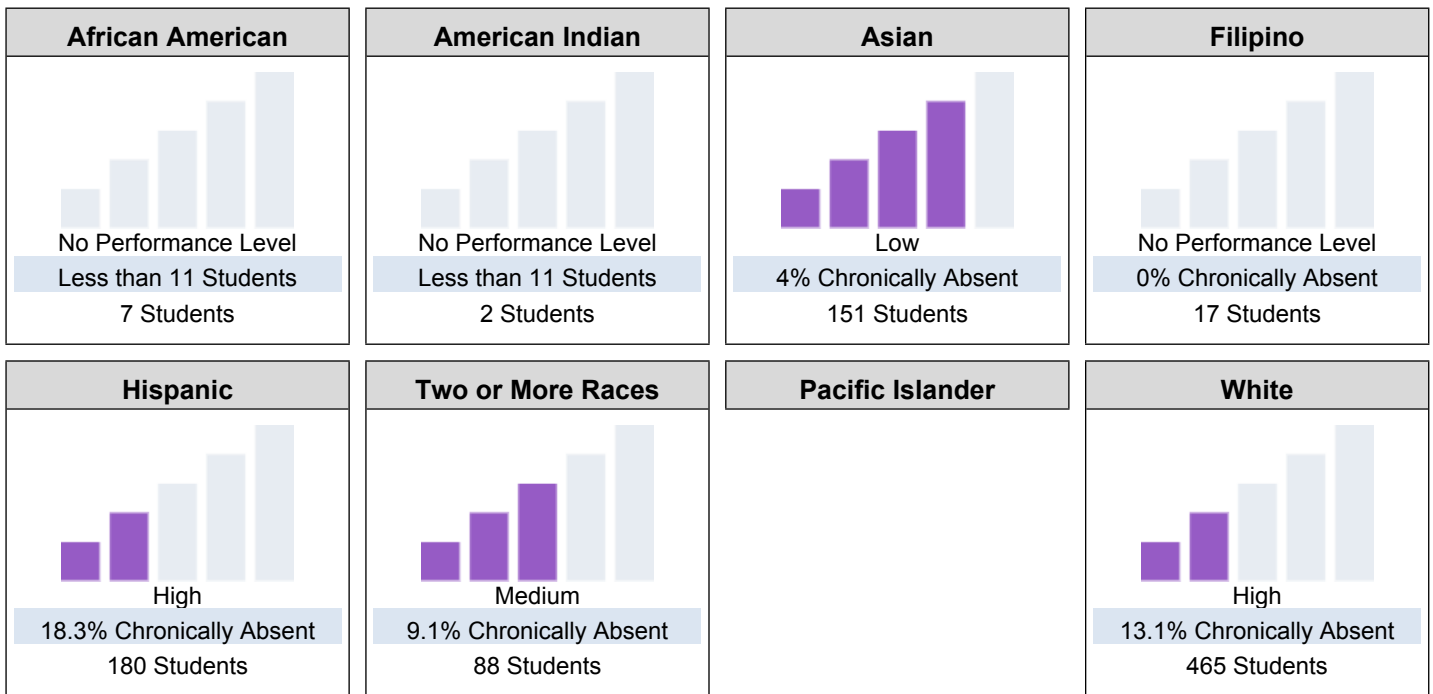 African American
No Performance Level
Less than 11 Students
7 Students
American Indian
No Performance Level
Less than 11 Students
2 Students
Asian
Low
4% Chronically Absent
151 Students
Filipino
No Performance Level
0% Chronically Absent
17 Students
Hispanic
High
18.3% Chronically Absent
180 Students
Two or More Races
Medium
9.1% Chronically Absent
88 Students
Pacific Islander
White
High
13.1% Chronically Absent
465 Students